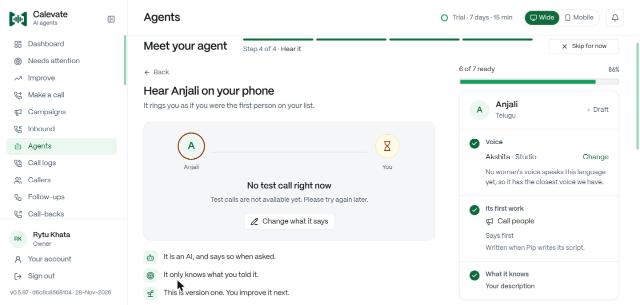 Calevate
AI agents
Dashboard
Needs attention
Improve
Make a call
Campaigns
Inbound
Agents
Call logs
Callers
Follow-ups
Call-backs
RK
Rytu Khata
Owner
Your account
Sign out
Agents
Trial · 7 days · 15 min
Wide
Mobile
Meet your agent
Step 4 of 4 · Hear it
Skip for now
← Back
Hear Anjali on your phone
It rings you as if you were the first person on your list.
A
Anjali
You
No test call right now
Test calls are not available yet. Please try again later.
Change what it says
It is an AI, and says so when asked.
It only knows what you told it.
This is version one. You improve it next.
6 of 7 ready
86%
A
Anjali
Telugu
Draft
Voice
Akshita · Studio
Change
No woman's voice speaks this language
yet, so it has the closest voice we have.
Its first work
Call people
Says first
Written when Pip writes its script.
What it knows
Your description